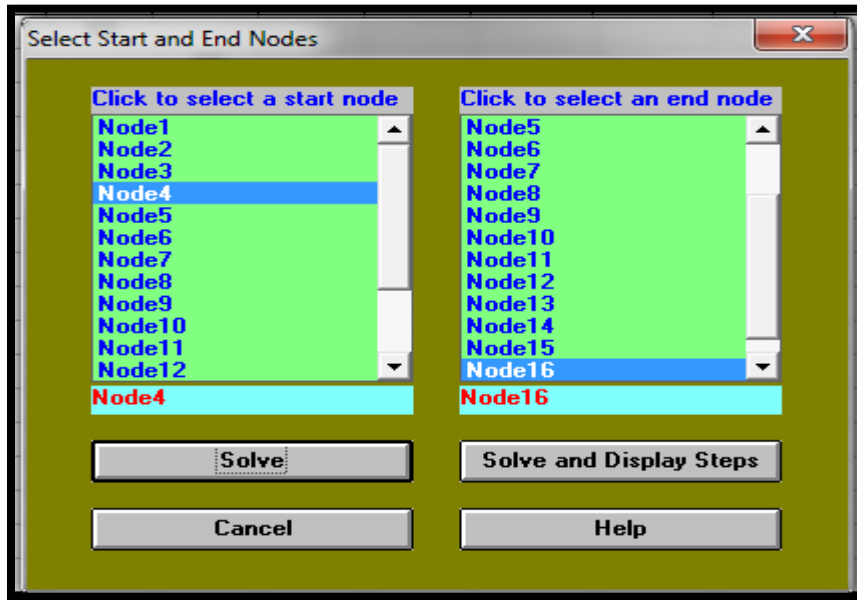 Select Start and End Nodes
Click to select a start node
Node1
Node2
Node3
Node4
Node5
Node6
Node7
Node8
Node9
Node10
Node11
Node12
Node4
Click to select an end node
Node5
Node6
Node7
Node8
Node9
Node10
Node11
Node12
Node13
Node14
Node15
Node16
Node16
Solve
Solve and Display Steps
Cancel
Help